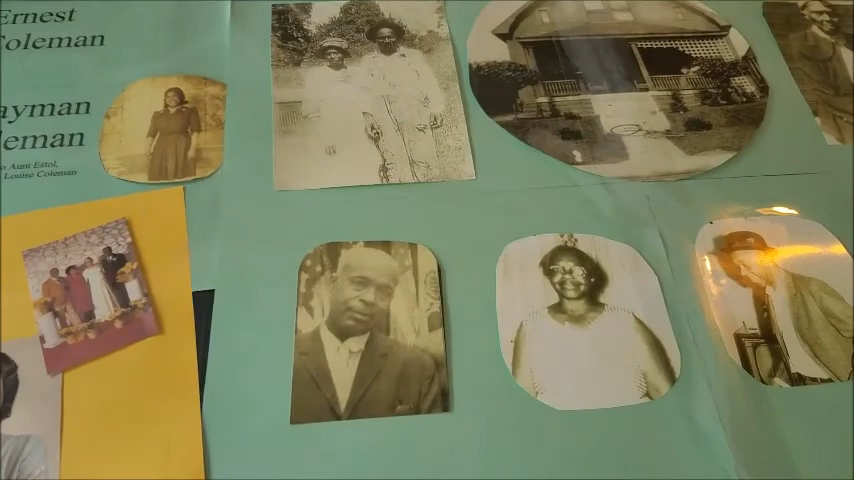 Ernest
Coleman
ayman
leman
o Aunt Estol,
Louise Coleman